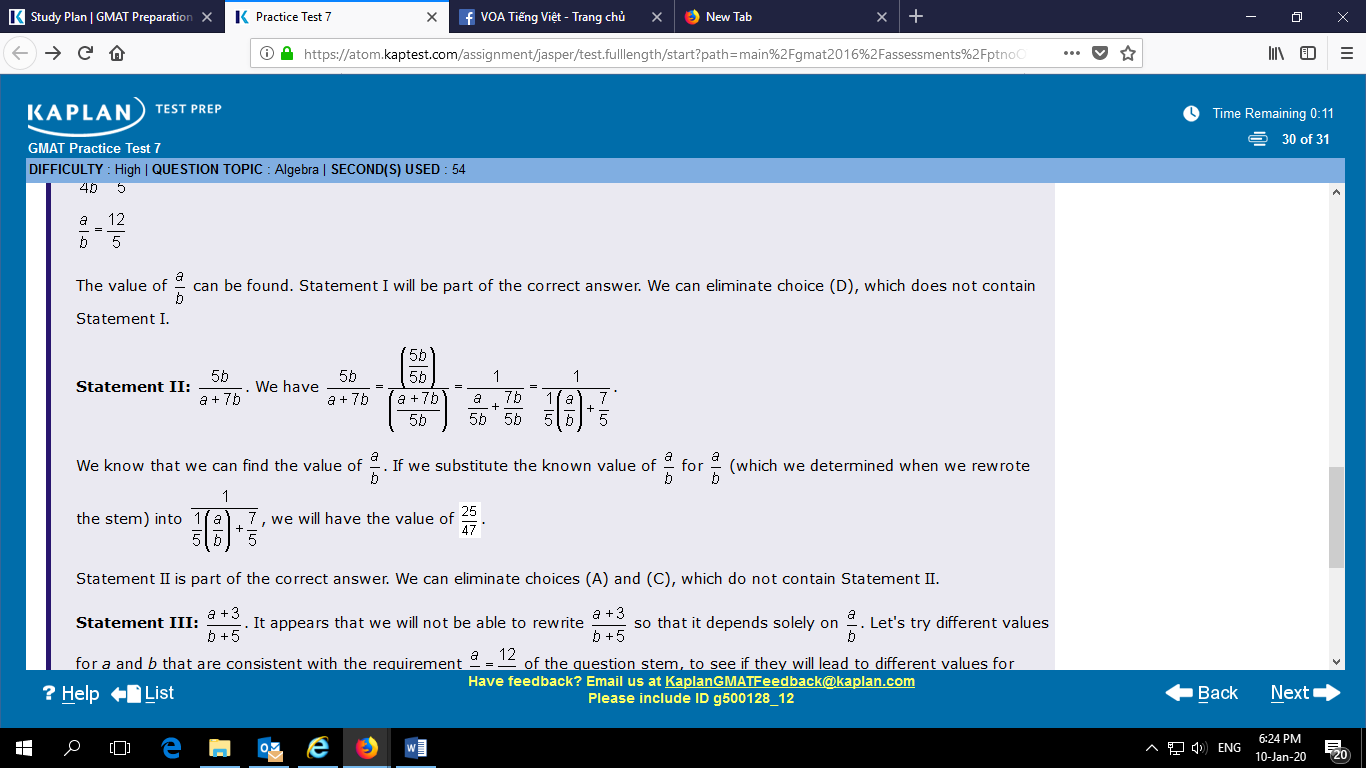 Study Plan | GMAT Preparation
Practice Test 7
VOA Tiếng Việt - Trang chủ
New Tab
https://atom.kaptest.com/assignment/jasper/test.fulllength/start?path=main%2Fgmat2016%2Fassessments%2FptnoC
KAPLAN TEST PREP
Time Remaining 0:11
GMAT Practice Test 7
30 of 31
DIFFICULTY : High | QUESTION TOPIC : Algebra | SECOND(S) USED : 54
4b 5
a/b = 12/5
The value of a/b can be found. Statement I will be part of the correct answer. We can eliminate choice (D), which does not contain
Statement I.
Statement II: 5b/(a + 7b). We have 5b/(a + 7b) = (5b/5b)/((a + 7b)/5b) = 1/(a/5b + 7b/5b) = 1/(1/5(a/b) + 7/5).
We know that we can find the value of a/b. If we substitute the known value of a/b for a/b (which we determined when we rewrote
the stem) into 1/(1/5(a/b) + 7/5), we will have the value of 25/47.
Statement II is part of the correct answer. We can eliminate choices (A) and (C), which do not contain Statement II.
Statement III: (a + 3)/(b + 5). It appears that we will not be able to rewrite (a + 3)/(b + 5) so that it depends solely on a/b. Let's try different values
for a and b that are consistent with the requirement a = 12 of the question stem, to see if they will lead to different values for
Have feedback? Email us at KaplanGMATFeedback@kaplan.com
Please include ID g500128_12
? Help
List
Back
Next
ENG
6:24 PM
10-Jan-20
20